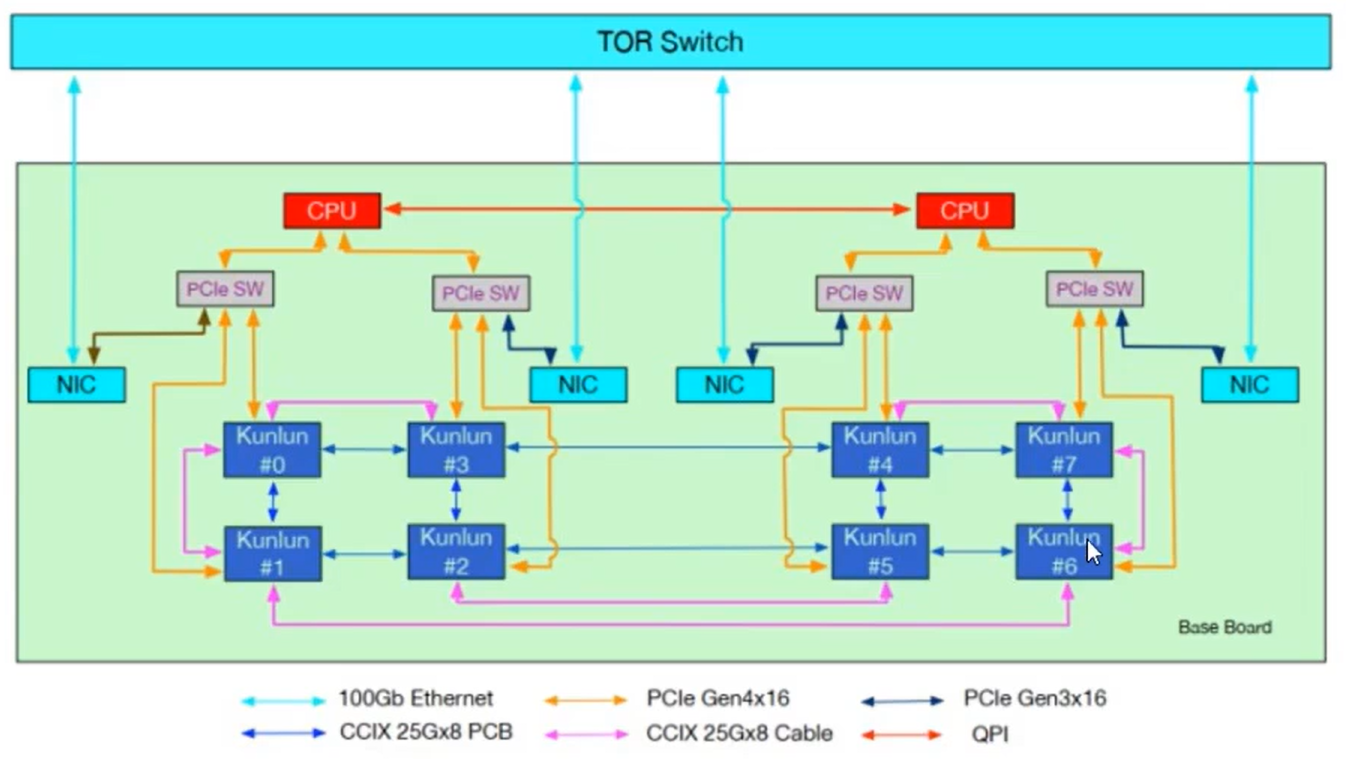 TOR Switch
CPU
CPU
PCIe SW
PCIe SW
PCIe SW
PCIe SW
NIC
NIC
NIC
NIC
Kunlun
#0
Kunlun
#3
Kunlun
#4
Kunlun
#7
Kunlun
#1
Kunlun
#2
Kunlun
#5
Kunlun
#6
Base Board
100Gb Ethernet
PCIe Gen4x16
PCIe Gen3x16
CCIX 25Gx8 PCB
CCIX 25Gx8 Cable
QPI